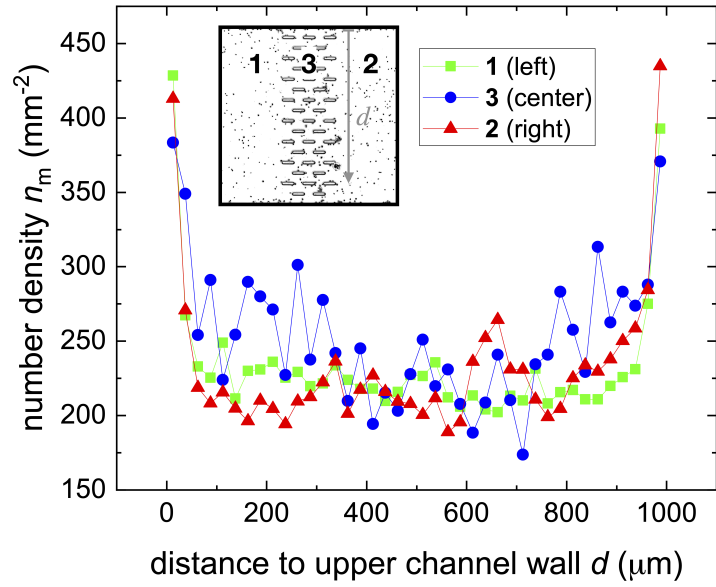 450
400
350
300
250
200
150
number density nm (mm-2)
1 3 2
d
1 (left)
3 (center)
2 (right)
0 200 400 600 800 1000
distance to upper channel wall d (μm)